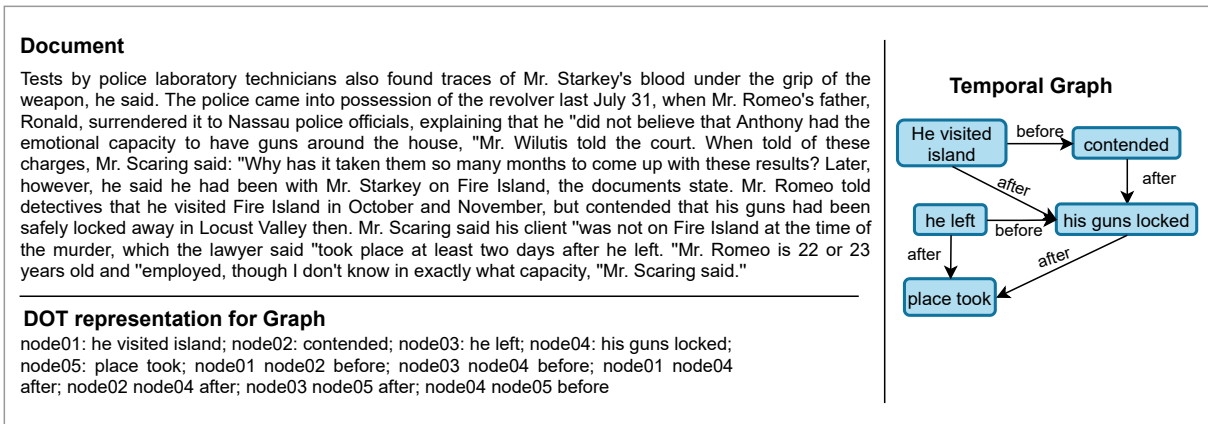 Document
Tests by police laboratory technicians also found traces of Mr. Starkey's blood under the grip of the
weapon, he said. The police came into possession of the revolver last July 31, when Mr. Romeo's father,
Ronald, surrendered it to Nassau police officials, explaining that he "did not believe that Anthony had the
emotional capacity to have guns around the house, "Mr. Wilutis told the court. When told of these
charges, Mr. Scaring said: "Why has it taken them so many months to come up with these results? Later,
however, he said he had been with Mr. Starkey on Fire Island, the documents state. Mr. Romeo told
detectives that he visited Fire Island in October and November, but contended that his guns had been
safely locked away in Locust Valley then. Mr. Scaring said his client "was not on Fire Island at the time of
the murder, which the lawyer said "took place at least two days after he left. "Mr. Romeo is 22 or 23
years old and "employed, though I don't know in exactly what capacity, "Mr. Scaring said."
DOT representation for Graph
node01: he visited island; node02: contended; node03: he left; node04: his guns locked;
node05: place took; node01 node02 before; node03 node04 before; node01 node04
after; node02 node04 after; node03 node05 after; node04 node05 before
Temporal Graph
He visited
island
before
contended
after
after
he left
before
his guns locked
after
after
place took